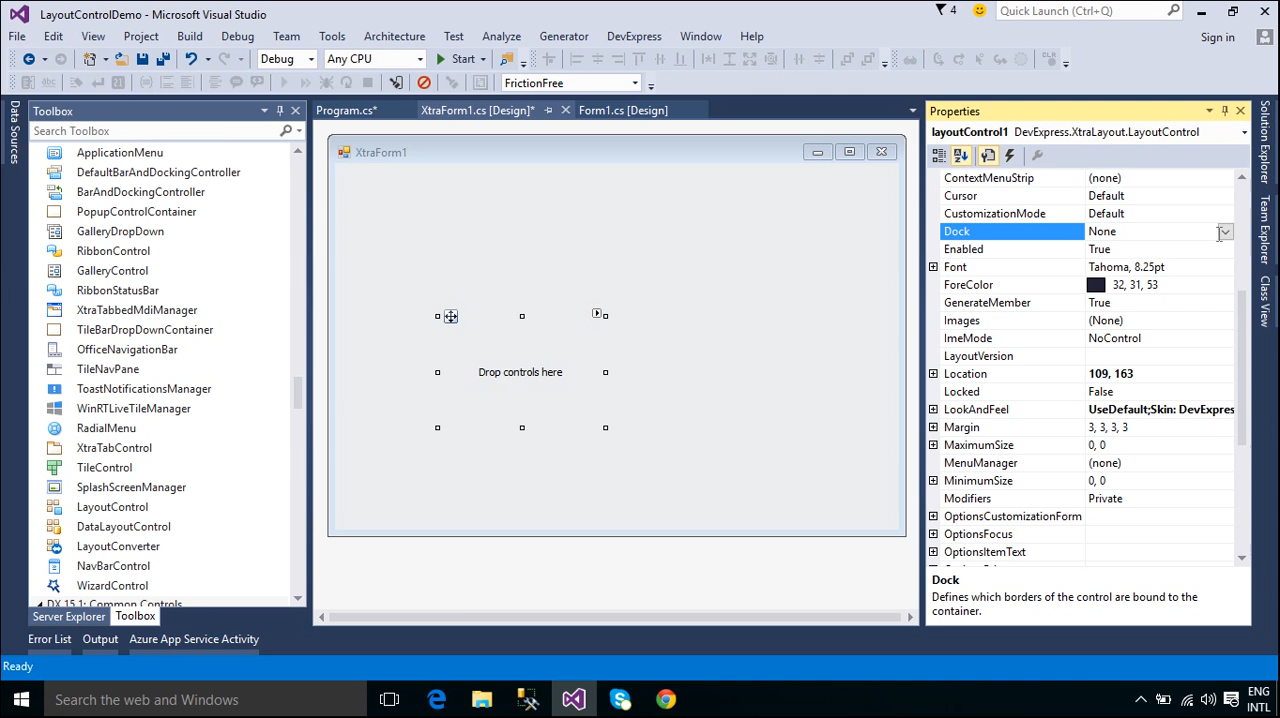 LayoutControlDemo - Microsoft Visual Studio
4
Quick Launch (Ctrl+Q)
File Edit View Project Build Debug Team Tools Architecture Test Analyze Generator DevExpress Window Help
Sign in
Debug Any CPU Start
FrictionFree
Data Sources
Toolbox
Search Toolbox
ApplicationMenu
DefaultBarAndDockingController
BarAndDockingController
PopupControlContainer
GalleryDropDown
RibbonControl
GalleryControl
RibbonStatusBar
XtraTabbedMdiManager
TileBarDropDownContainer
OfficeNavigationBar
TileNavPane
ToastNotificationsManager
WinRTLiveTileManager
RadialMenu
XtraTabControl
TileControl
SplashScreenManager
LayoutControl
DataLayoutControl
LayoutConverter
NavBarControl
WizardControl
DX.15.1: Common Controls
Server Explorer Toolbox
Program.cs* XtraForm1.cs [Design]* Form1.cs [Design]
XtraForm1
Drop controls here
Properties
layoutControl1 DevExpress.XtraLayout.LayoutControl
ContextMenuStrip (none)
Cursor Default
CustomizationMode Default
Dock None
Enabled True
Font Tahoma, 8.25pt
ForeColor 32, 31, 53
GenerateMember True
Images (None)
ImeMode NoControl
LayoutVersion
Location 109, 163
Locked False
LookAndFeel UseDefault;Skin: DevExpres
Margin 3, 3, 3, 3
MaximumSize 0, 0
MenuManager (none)
MinimumSize 0, 0
Modifiers Private
OptionsCustomizationForm
OptionsFocus
OptionsItemText
Dock
Defines which borders of the control are bound to the
container.
Solution Explorer
Team Explorer
Class View
Error List Output Azure App Service Activity
Ready
Search the web and Windows
ENG
INTL